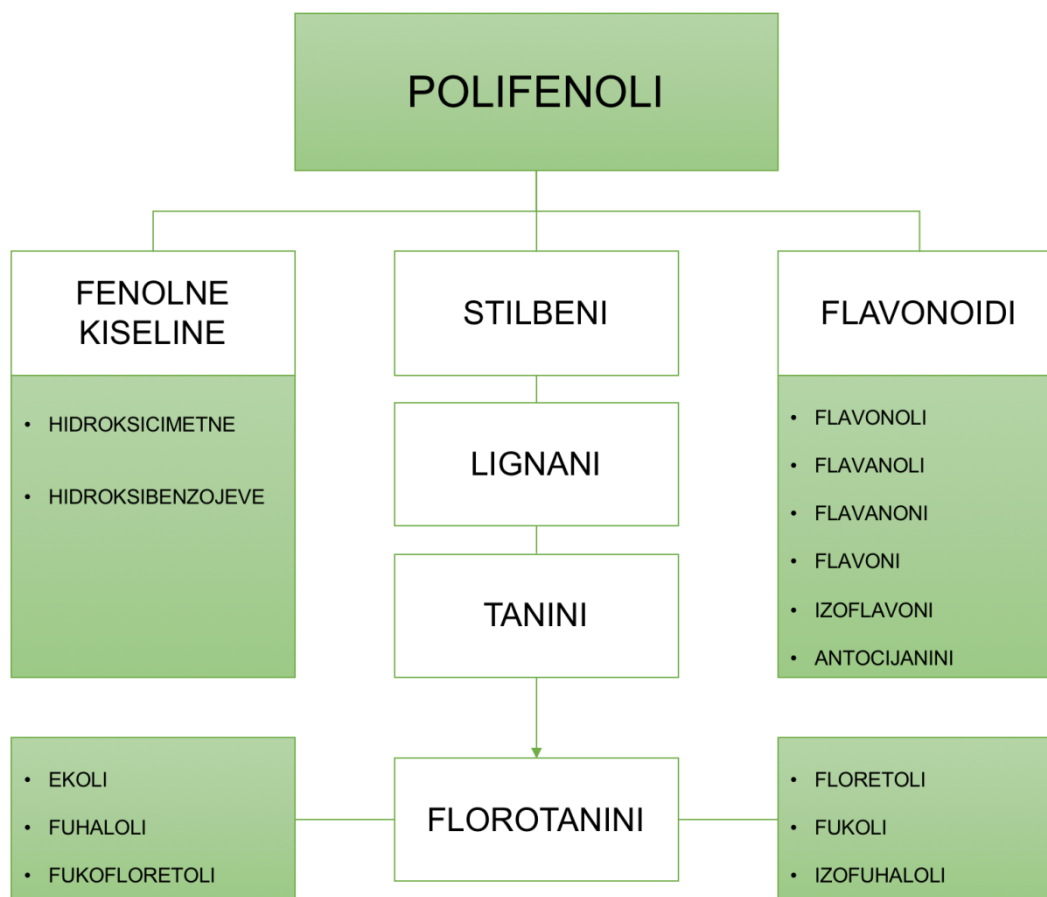 POLIFENOLI
FENOLNE
KISELINE
• HIDROKSICIMETNE
• HIDROKSIBENZOJEVE
STILBENI
LIGNANI
TANINI
FLAVONOIDI
• FLAVONOLI
• FLAVANOLI
• FLAVANONI
• FLAVONI
• IZOFLAVONI
• ANTOCIJANINI
• EKOLI
• FUHALOLI
• FUKOFLORETOLI
FLOROTANINI
• FLORETOLI
• FUKOLI
• IZOFUHALOLI